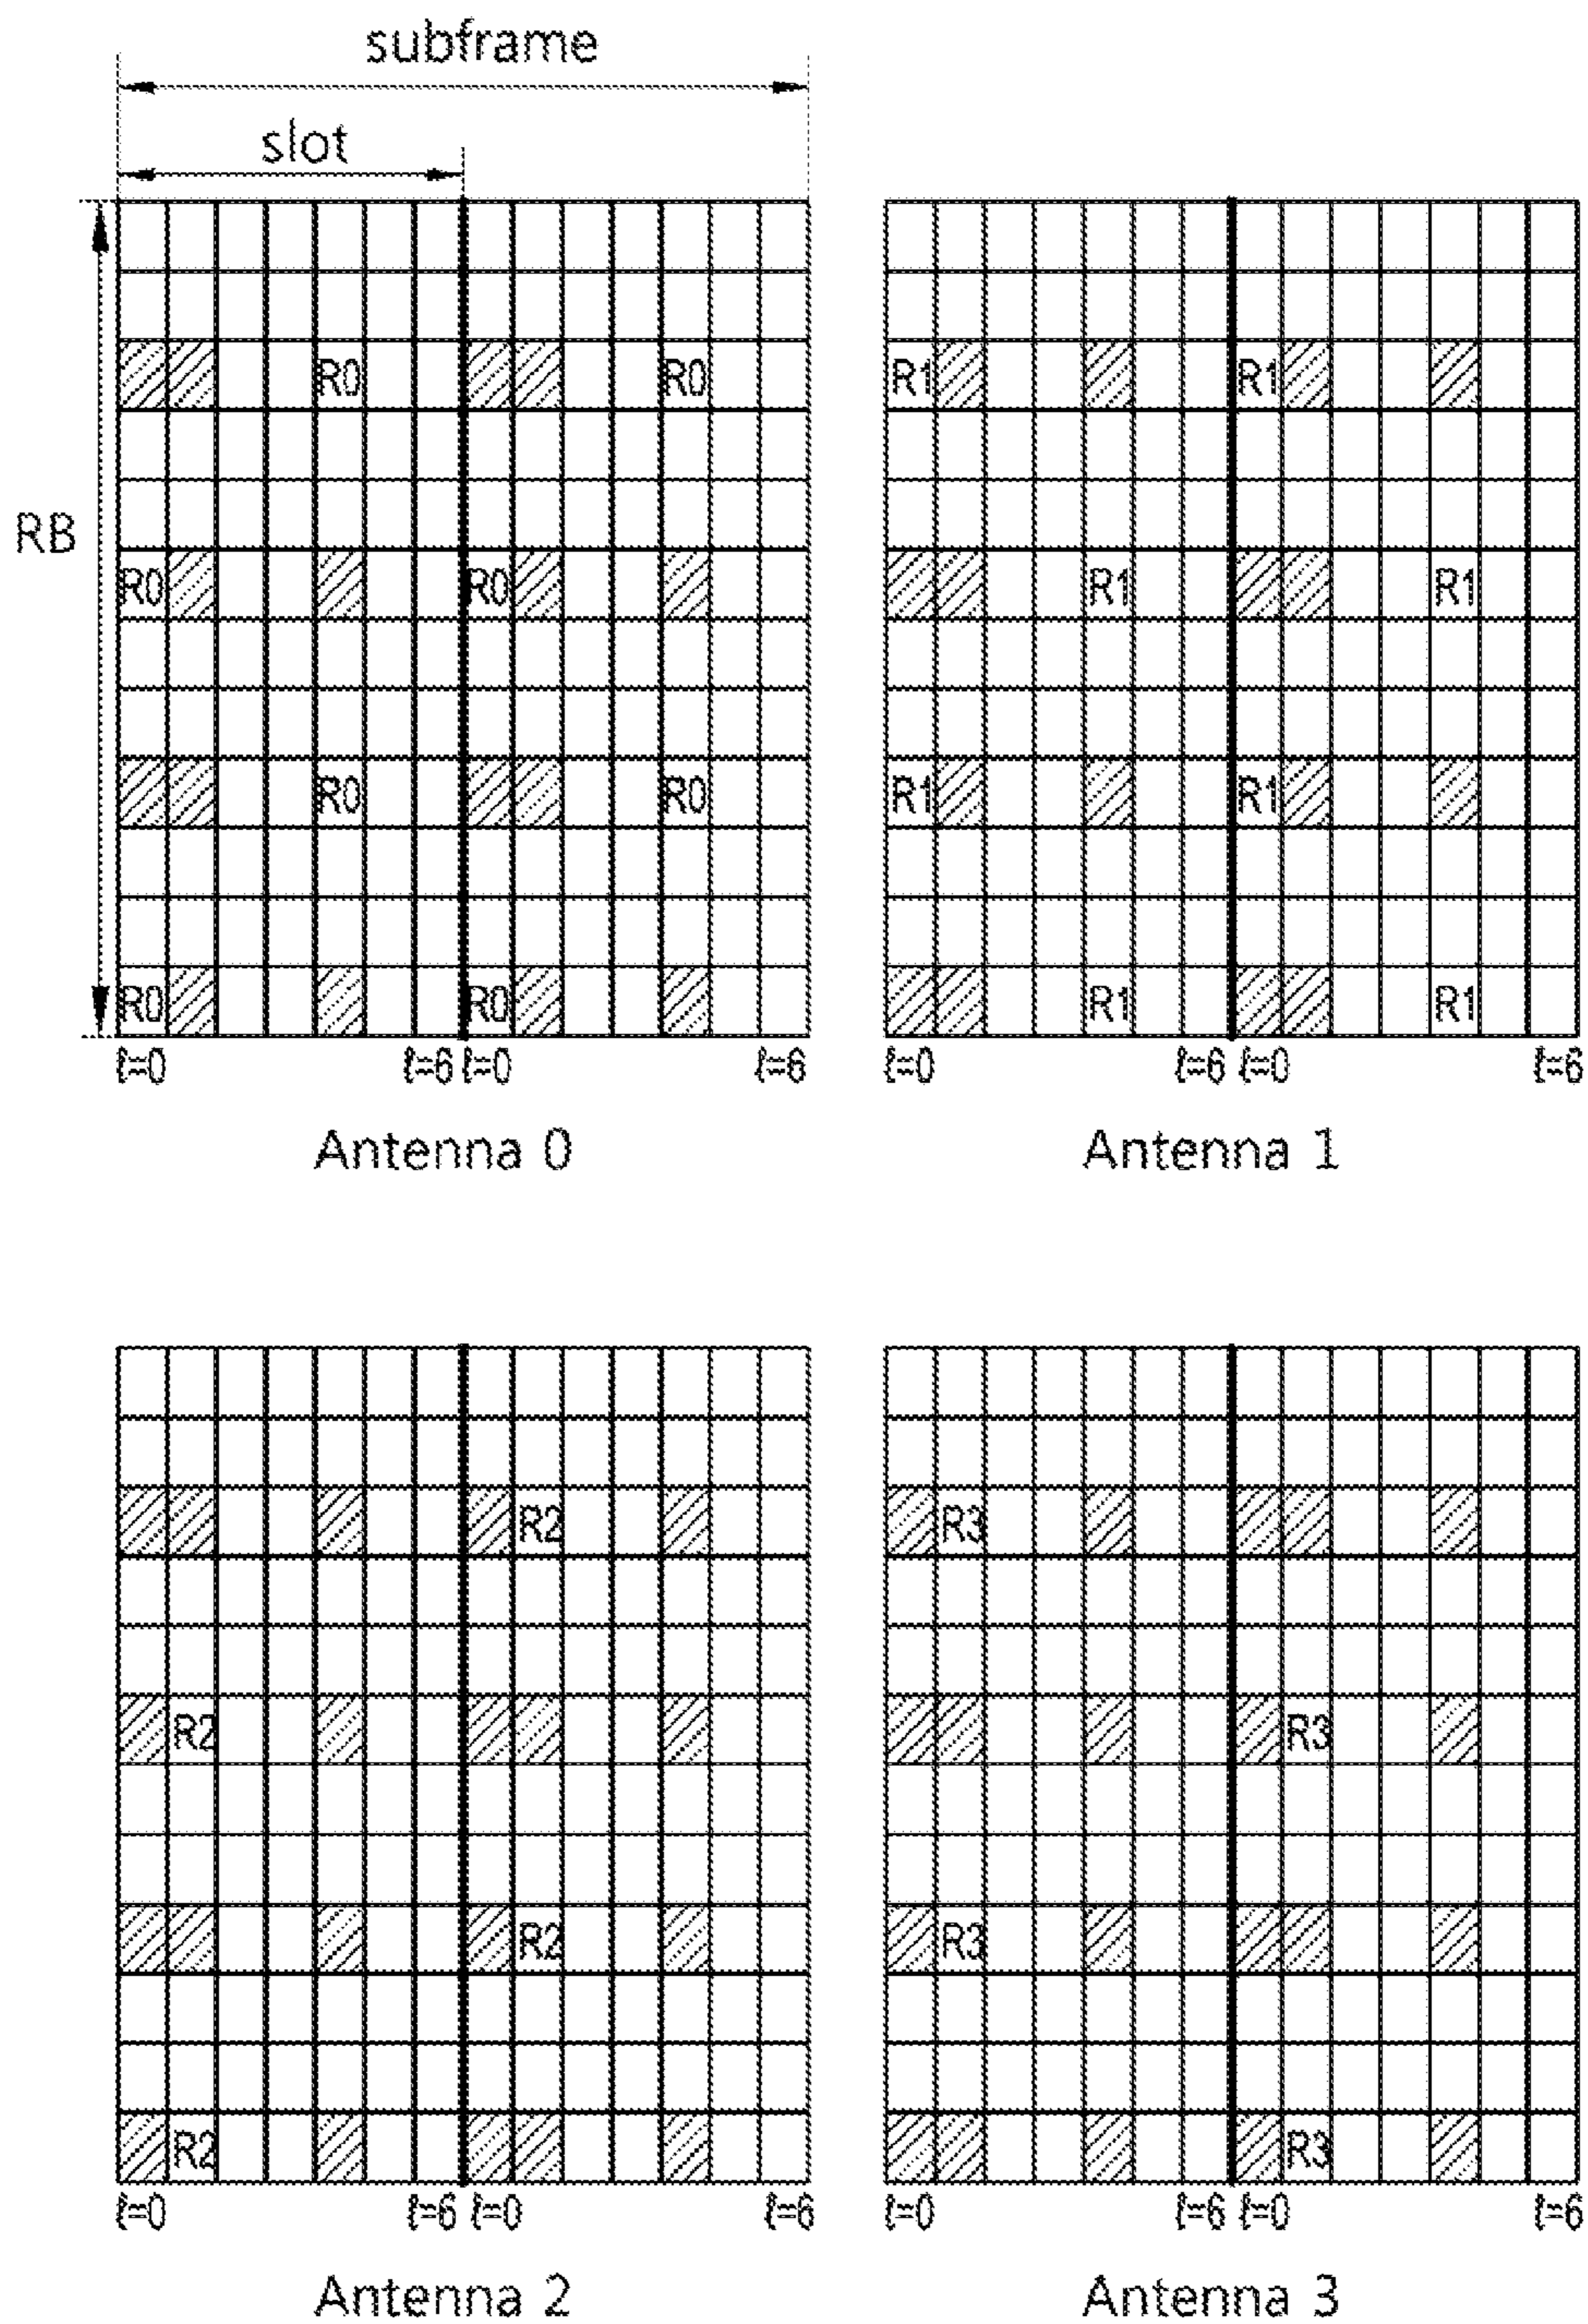 subframe
slot
RB
R0 R0 R1 R1
R0 R0 R1 R1
R0 R0 R1 R1
R0 R0 R1 R1
ℓ=0 ℓ=6 ℓ=0 ℓ=6 ℓ=0 ℓ=6 ℓ=0 ℓ=6
Antenna 0 Antenna 1
R2 R3
R2 R3
R2 R3
R2 R3
ℓ=0 ℓ=6 ℓ=0 ℓ=6 ℓ=0 ℓ=6 ℓ=0 ℓ=6
Antenna 2 Antenna 3